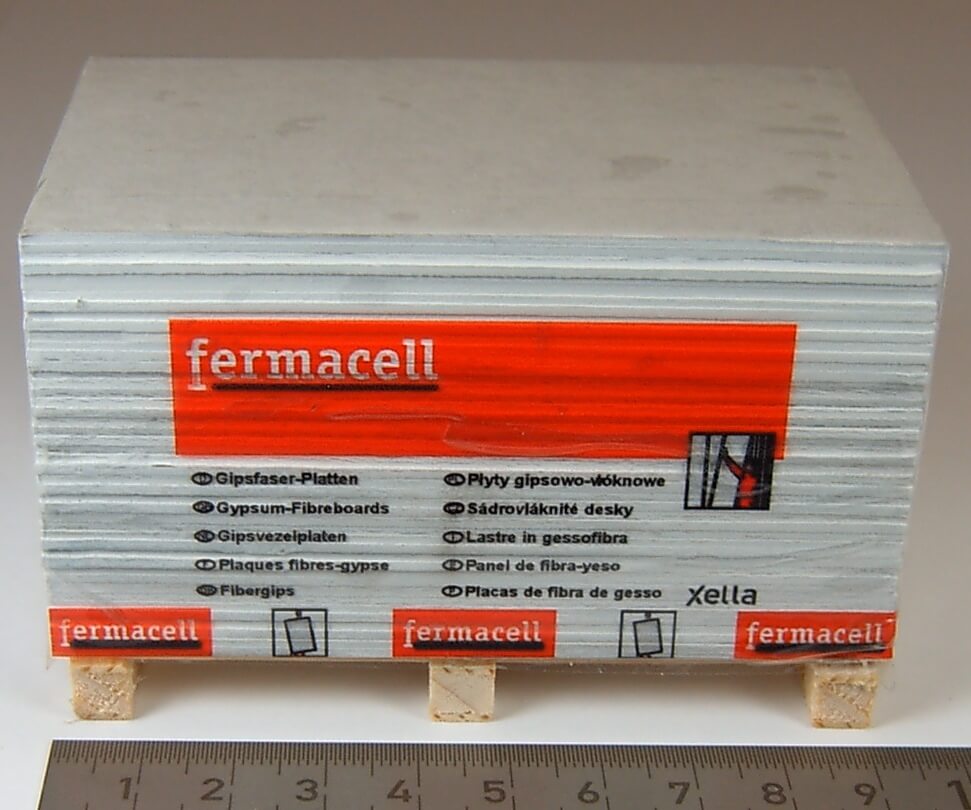 fermacell
Gipsfaser-Platten
Gypsum-Fibreboards
Gipsvezelplaten
Plaques fibres-gypse
Fibergips
Płyty gipsowo-włóknowe
Sádrovláknité desky
Lastre in gessofibra
Panel de fibra-yeso
Placas de fibra de gesso
Xella
fermacell fermacell fermacell
1 2 3 4 5 6 7 8 9 1